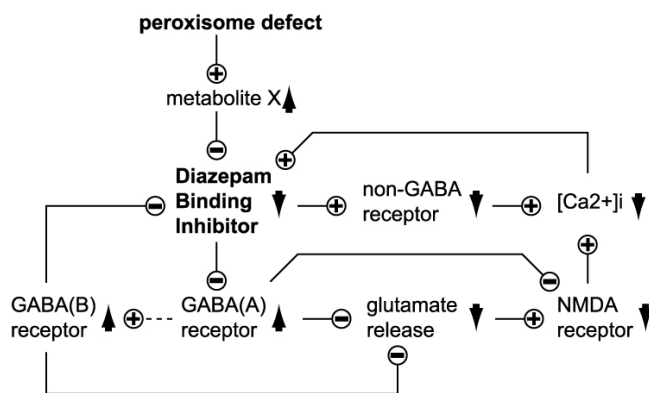 peroxisome defect
+
metabolite X
−
+
Diazepam
Binding
Inhibitor
−
+
non-GABA
receptor
+
[Ca2+]i
+
−
−
GABA(B)
receptor
+
GABA(A)
receptor
−
glutamate
release
+
NMDA
receptor
−